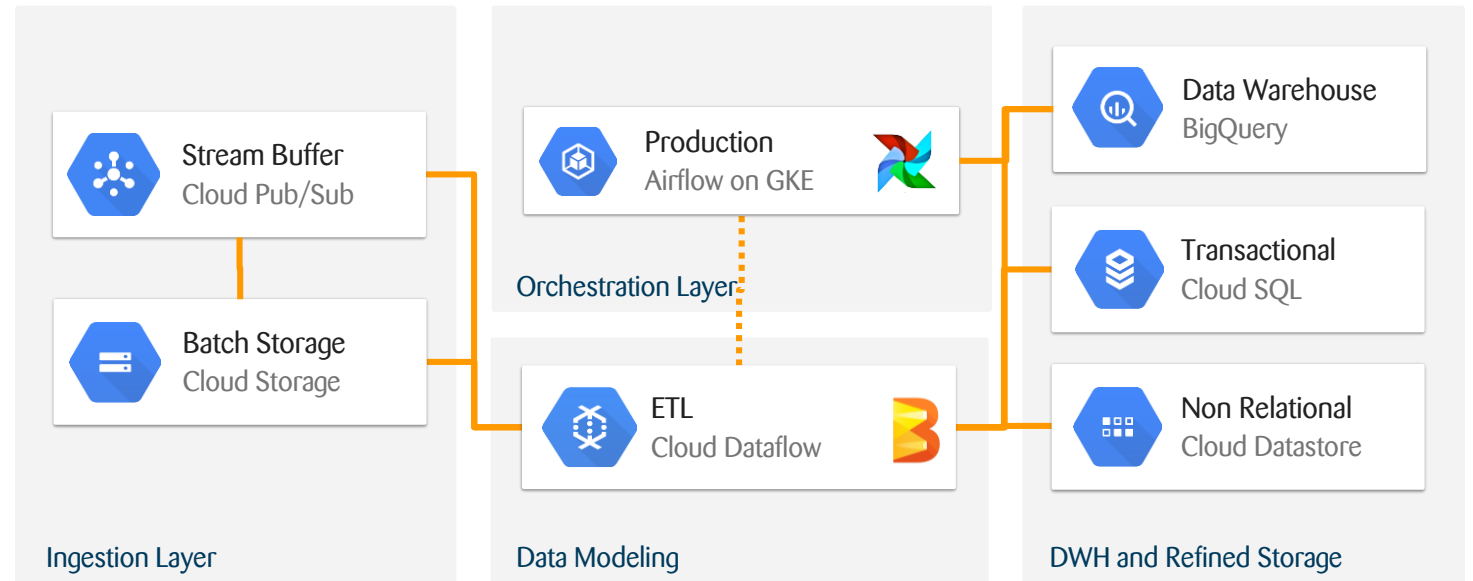 Stream Buffer
Cloud Pub/Sub
Batch Storage
Cloud Storage
Ingestion Layer
Production
Airflow on GKE
Orchestration Layer
ETL
Cloud Dataflow
Data Modeling
Data Warehouse
BigQuery
Transactional
Cloud SQL
Non Relational
Cloud Datastore
DWH and Refined Storage